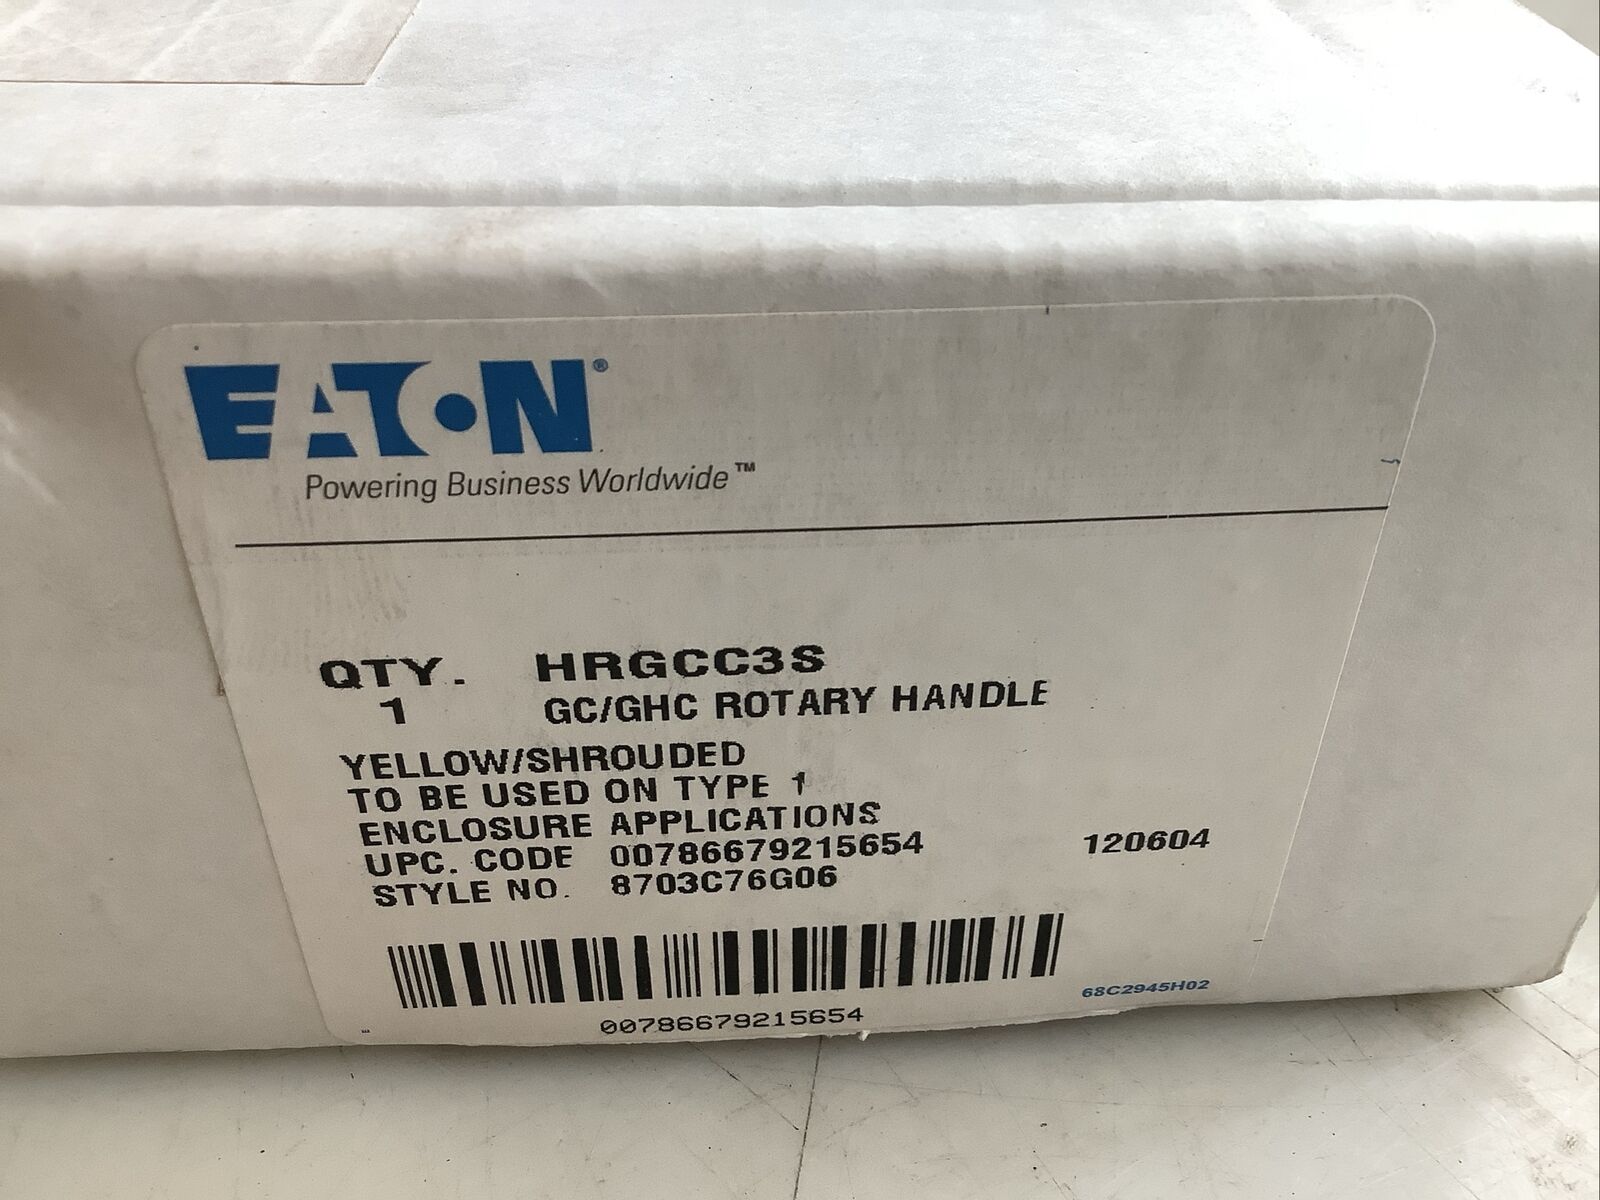 EATON®
Powering Business Worldwide™
QTY. HRGCC3S
1 GC/GHC ROTARY HANDLE
YELLOW/SHROUDED
TO BE USED ON TYPE 1
ENCLOSURE APPLICATIONS
UPC. CODE 00786679215654 120604
STYLE NO. 8703C76G06
68C2945H02
00786679215654